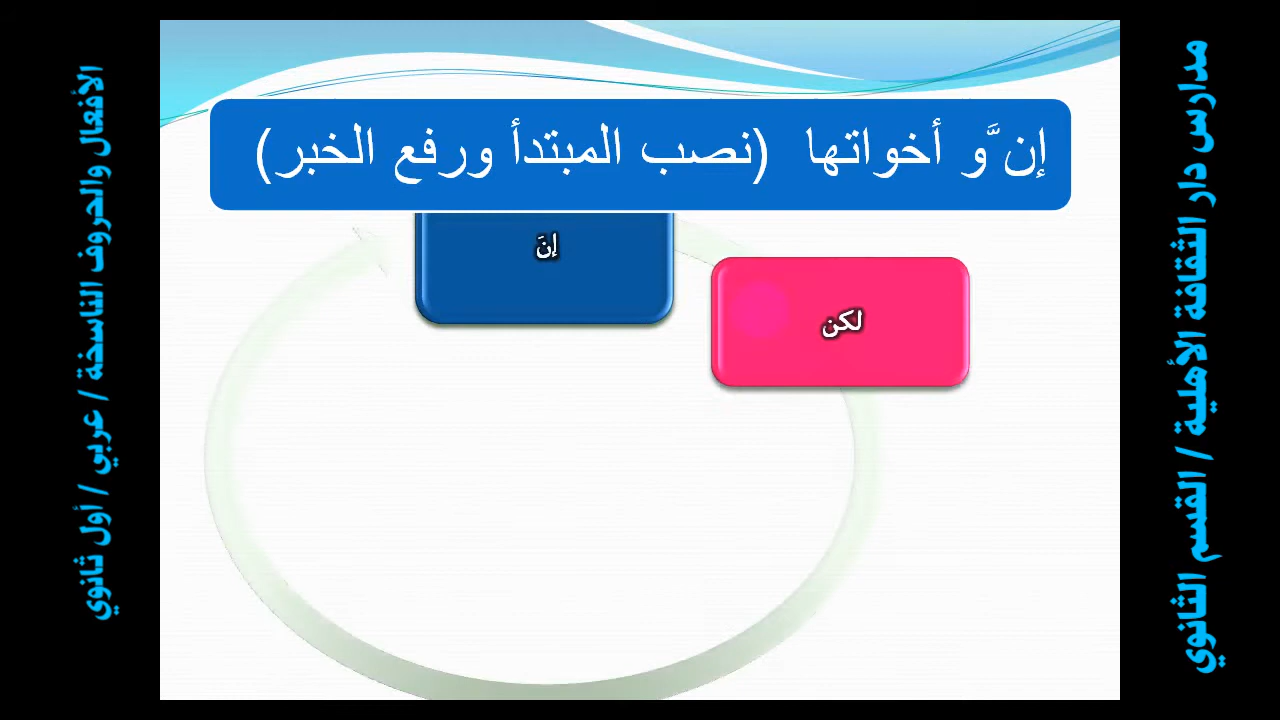 إن َّو أخواتها (نصب المبتدأ ورفع الخبر)
إنَ
لكن
مدارس دار الثقافة الأهلية / القسم الثانوي
الأفعال والحروف الناسخة / عربي / أول ثانوي